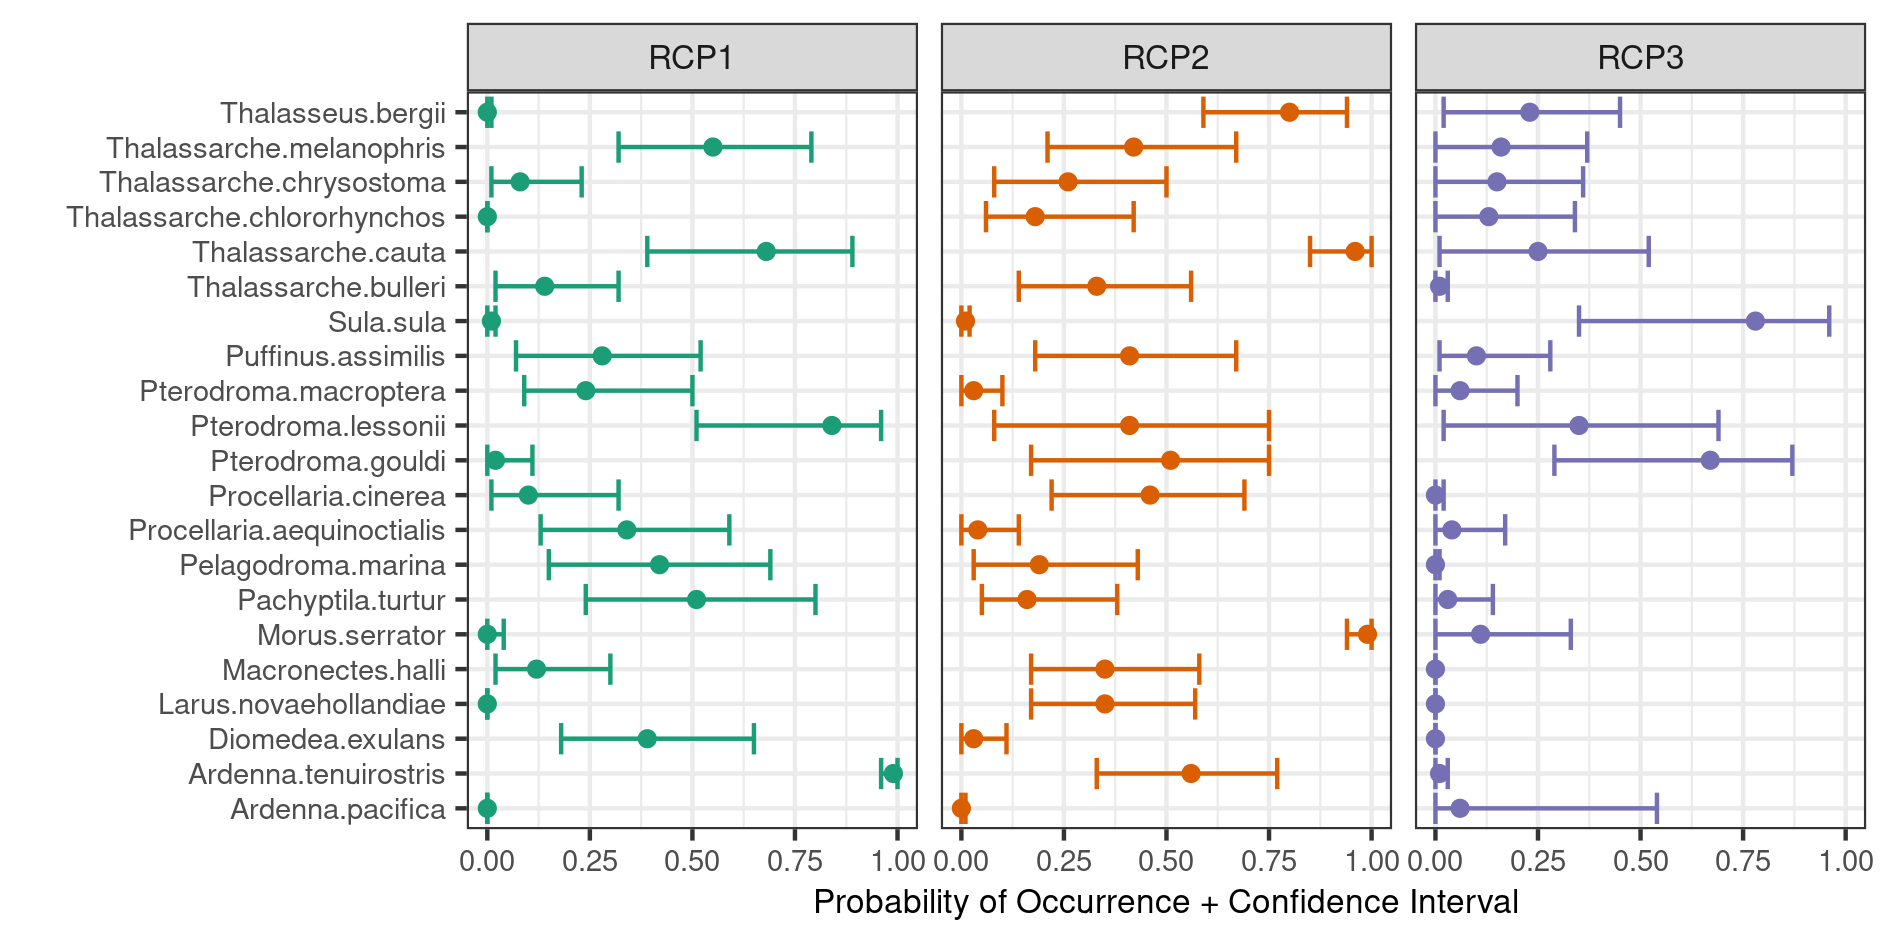 RCP1 RCP2 RCP3
Thalasseus.bergii
Thalassarche.melanophris
Thalassarche.chrysostoma
Thalassarche.chlororhynchos
Thalassarche.cauta
Thalassarche.bulleri
Sula.sula
Puffinus.assimilis
Pterodroma.macroptera
Pterodroma.lessonii
Pterodroma.gouldi
Procellaria.cinerea
Procellaria.aequinoctialis
Pelagodroma.marina
Pachyptila.turtur
Morus.serrator
Macronectes.halli
Larus.novaehollandiae
Diomedea.exulans
Ardenna.tenuirostris
Ardenna.pacifica
0.00 0.25 0.50 0.75 1.00 0.00 0.25 0.50 0.75 1.00 0.00 0.25 0.50 0.75 1.00
Probability of Occurrence + Confidence Interval